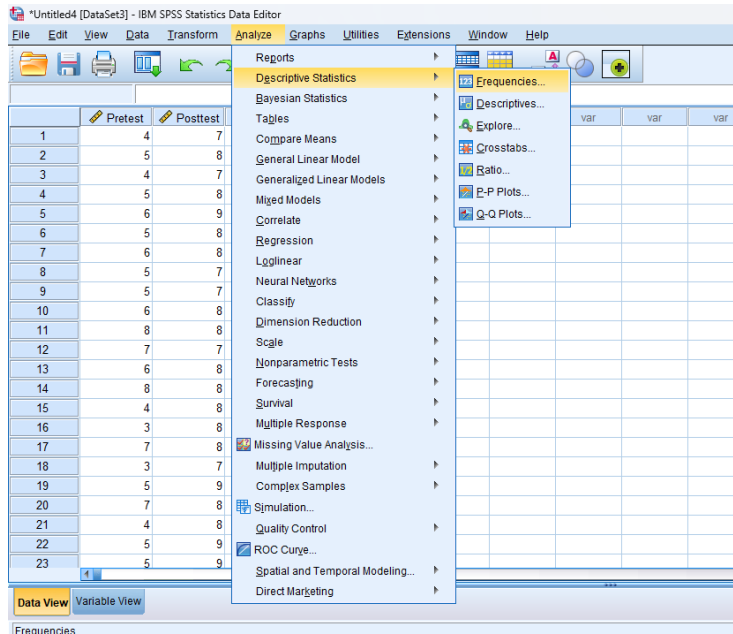 *Untitled4 [DataSet3] - IBM SPSS Statistics Data Editor
File Edit View Data Transform Analyze Graphs Utilities Extensions Window Help
Reports
Descriptive Statistics
Bayesian Statistics
Tables
Compare Means
General Linear Model
Generalized Linear Models
Mixed Models
Correlate
Regression
Loglinear
Neural Networks
Classify
Dimension Reduction
Scale
Nonparametric Tests
Forecasting
Survival
Multiple Response
Missing Value Analysis...
Multiple Imputation
Complex Samples
Simulation...
Quality Control
ROC Curve...
Spatial and Temporal Modeling...
Direct Marketing
Frequencies...
Descriptives...
Explore...
Crosstabs...
Ratio...
P-P Plots...
Q-Q Plots...
A
Pretest Posttest var var var
1 4 7
2 5 8
3 4 7
4 5 8
5 6 9
6 5 8
7 6 8
8 5 7
9 5 7
10 6 8
11 8 8
12 7 7
13 6 8
14 8 8
15 4 8
16 3 8
17 7 8
18 3 7
19 5 9
20 7 8
21 4 8
22 5 9
23 5 9
Data View Variable View
Frequencies